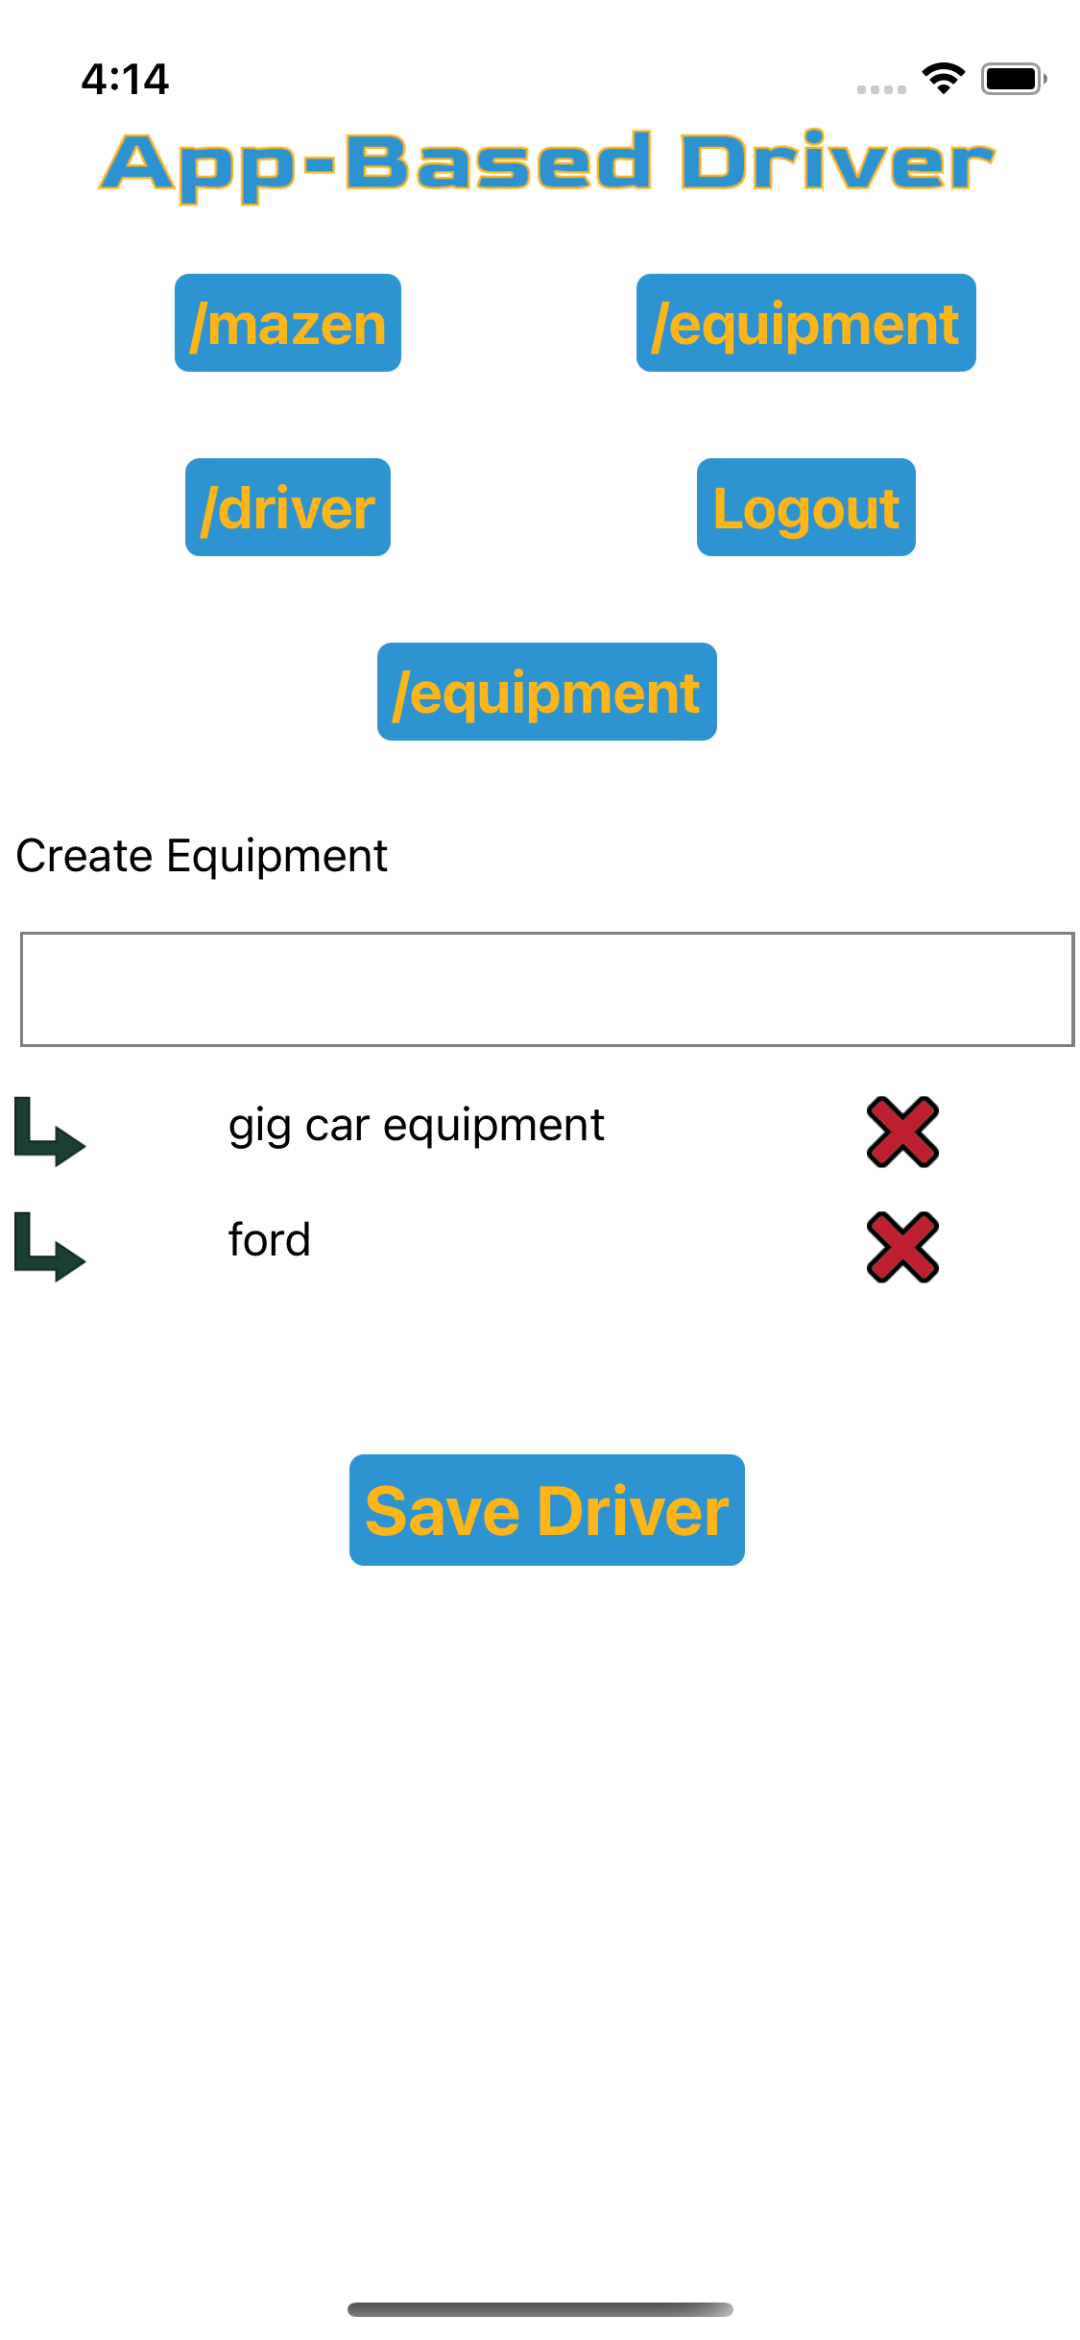 4:14
App-Based Driver
/mazen
/equipment
/driver
Logout
/equipment
Create Equipment
gig car equipment
ford
Save Driver